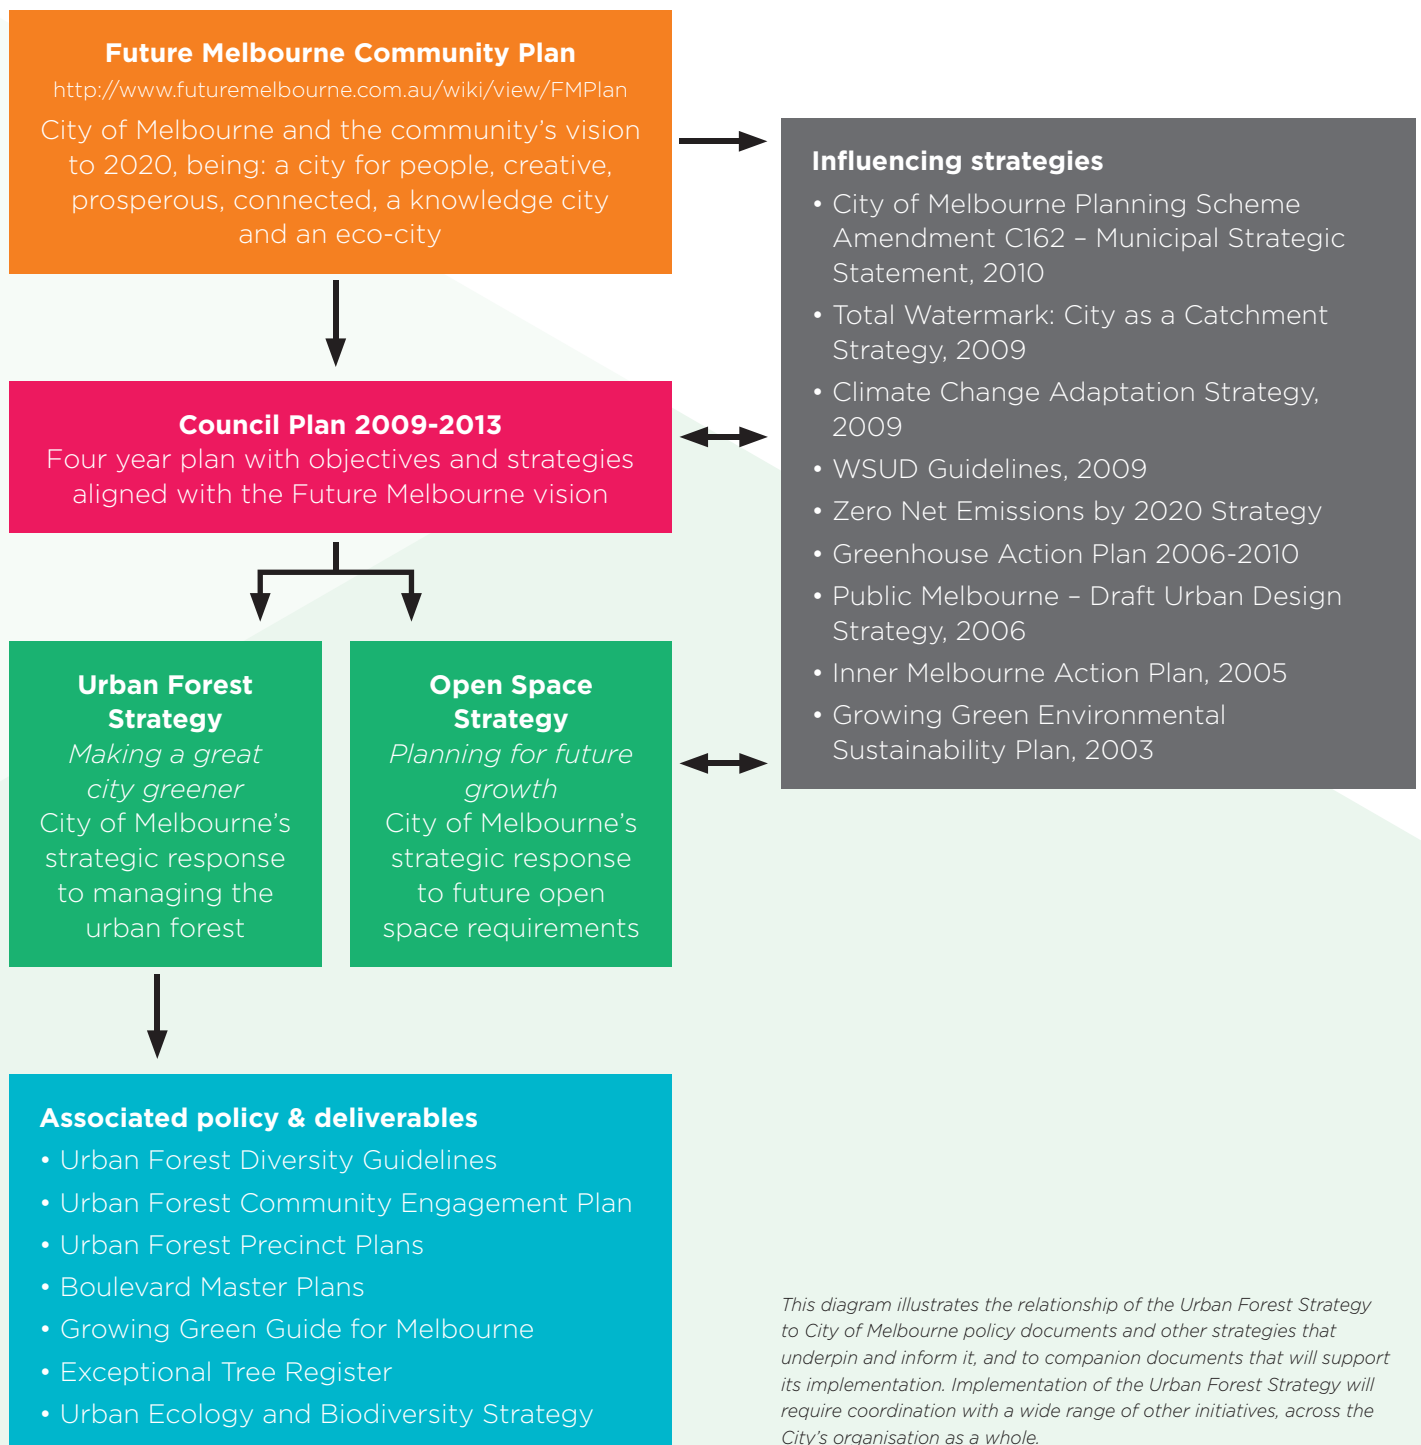 Future Melbourne Community Plan
http://www.futuremelbourne.com.au/wiki/view/FMPlan
City of Melbourne and the community's vision
to 2020, being: a city for people, creative,
prosperous, connected, a knowledge city
and an eco-city
Influencing strategies
• City of Melbourne Planning Scheme
Amendment C162 – Municipal Strategic
Statement, 2010
• Total Watermark: City as a Catchment
Strategy, 2009
• Climate Change Adaptation Strategy,
2009
• WSUD Guidelines, 2009
• Zero Net Emissions by 2020 Strategy
• Greenhouse Action Plan 2006-2010
• Public Melbourne – Draft Urban Design
Strategy, 2006
• Inner Melbourne Action Plan, 2005
• Growing Green Environmental
Sustainability Plan, 2003
Council Plan 2009-2013
Four year plan with objectives and strategies
aligned with the Future Melbourne vision
Urban Forest
Strategy
Making a great
city greener
City of Melbourne's
strategic response
to managing the
urban forest
Open Space
Strategy
Planning for future
growth
City of Melbourne's
strategic response
to future open
space requirements
Associated policy & deliverables
• Urban Forest Diversity Guidelines
• Urban Forest Community Engagement Plan
• Urban Forest Precinct Plans
• Boulevard Master Plans
• Growing Green Guide for Melbourne
• Exceptional Tree Register
• Urban Ecology and Biodiversity Strategy
This diagram illustrates the relationship of the Urban Forest Strategy
to City of Melbourne policy documents and other strategies that
underpin and inform it, and to companion documents that will support
its implementation. Implementation of the Urban Forest Strategy will
require coordination with a wide range of other initiatives, across the
City's organisation as a whole.